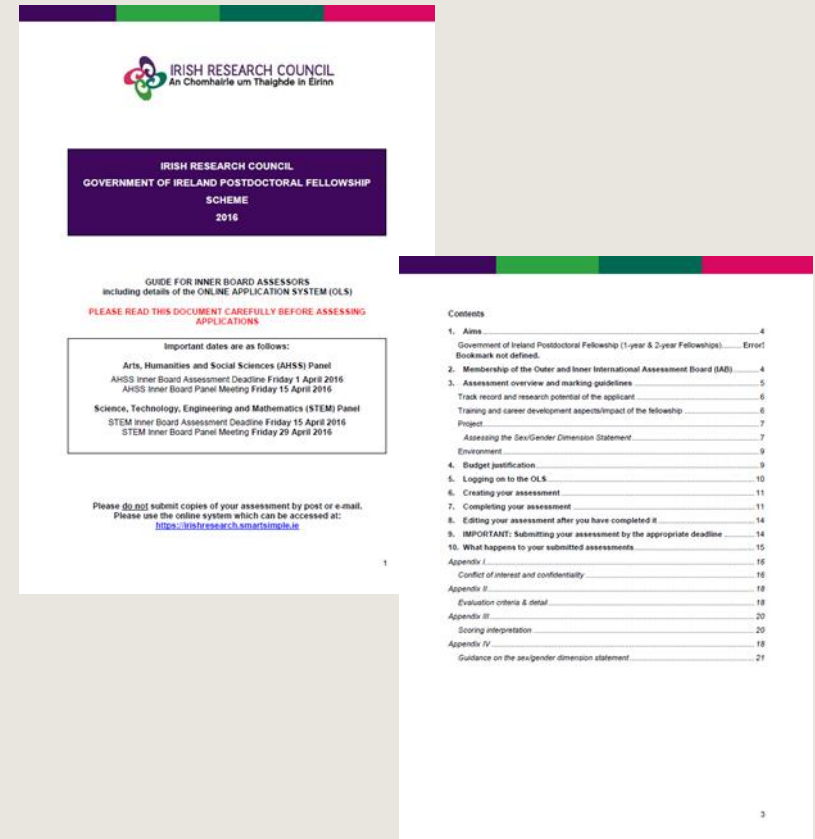 IRISH RESEARCH COUNCIL
An Chomhairle um Thaighde in Éirinn
IRISH RESEARCH COUNCIL
GOVERNMENT OF IRELAND POSTDOCTORAL FELLOWSHIP
SCHEME
2016
GUIDE FOR INNER BOARD ASSESSORS
including details of the ONLINE APPLICATION SYSTEM (OLS)
PLEASE READ THIS DOCUMENT CAREFULLY BEFORE ASSESSING
APPLICATIONS
Important dates are as follows:
Arts, Humanities and Social Sciences (AHSS) Panel
AHSS Inner Board Assessment Deadline Friday 1 April 2016
AHSS Inner Board Panel Meeting Friday 15 April 2016
Science, Technology, Engineering and Mathematics (STEM) Panel
STEM Inner Board Assessment Deadline Friday 15 April 2016
STEM Inner Board Panel Meeting Friday 29 April 2016
Please do not submit copies of your assessment by post or e-mail.
Please use the online system which can be accessed at:
https://irishresearch.smartsimple.ie
1
Contents
1. Aims 4
Government of Ireland Postdoctoral Fellowship (1-year & 2-year Fellowships) Error!
Bookmark not defined.
2. Membership of the Outer and Inner International Assessment Board (IAB) 4
3. Assessment overview and marking guidelines 5
Track record and research potential of the applicant 6
Training and career development aspects/impact of the fellowship 6
Project 7
Assessing the Sex/Gender Dimension Statement 7
Environment 9
4. Budget justification 9
5. Logging on to the OLS 10
6. Creating your assessment 11
7. Completing your assessment 11
8. Editing your assessment after you have completed it 14
9. IMPORTANT: Submitting your assessment by the appropriate deadline 14
10. What happens to your submitted assessments 15
Appendix I 16
Conflict of interest and confidentiality 16
Appendix II 18
Evaluation criteria & detail 18
Appendix III 20
Scoring interpretation 20
Appendix IV 18
Guidance on the sex/gender dimension statement 21
3